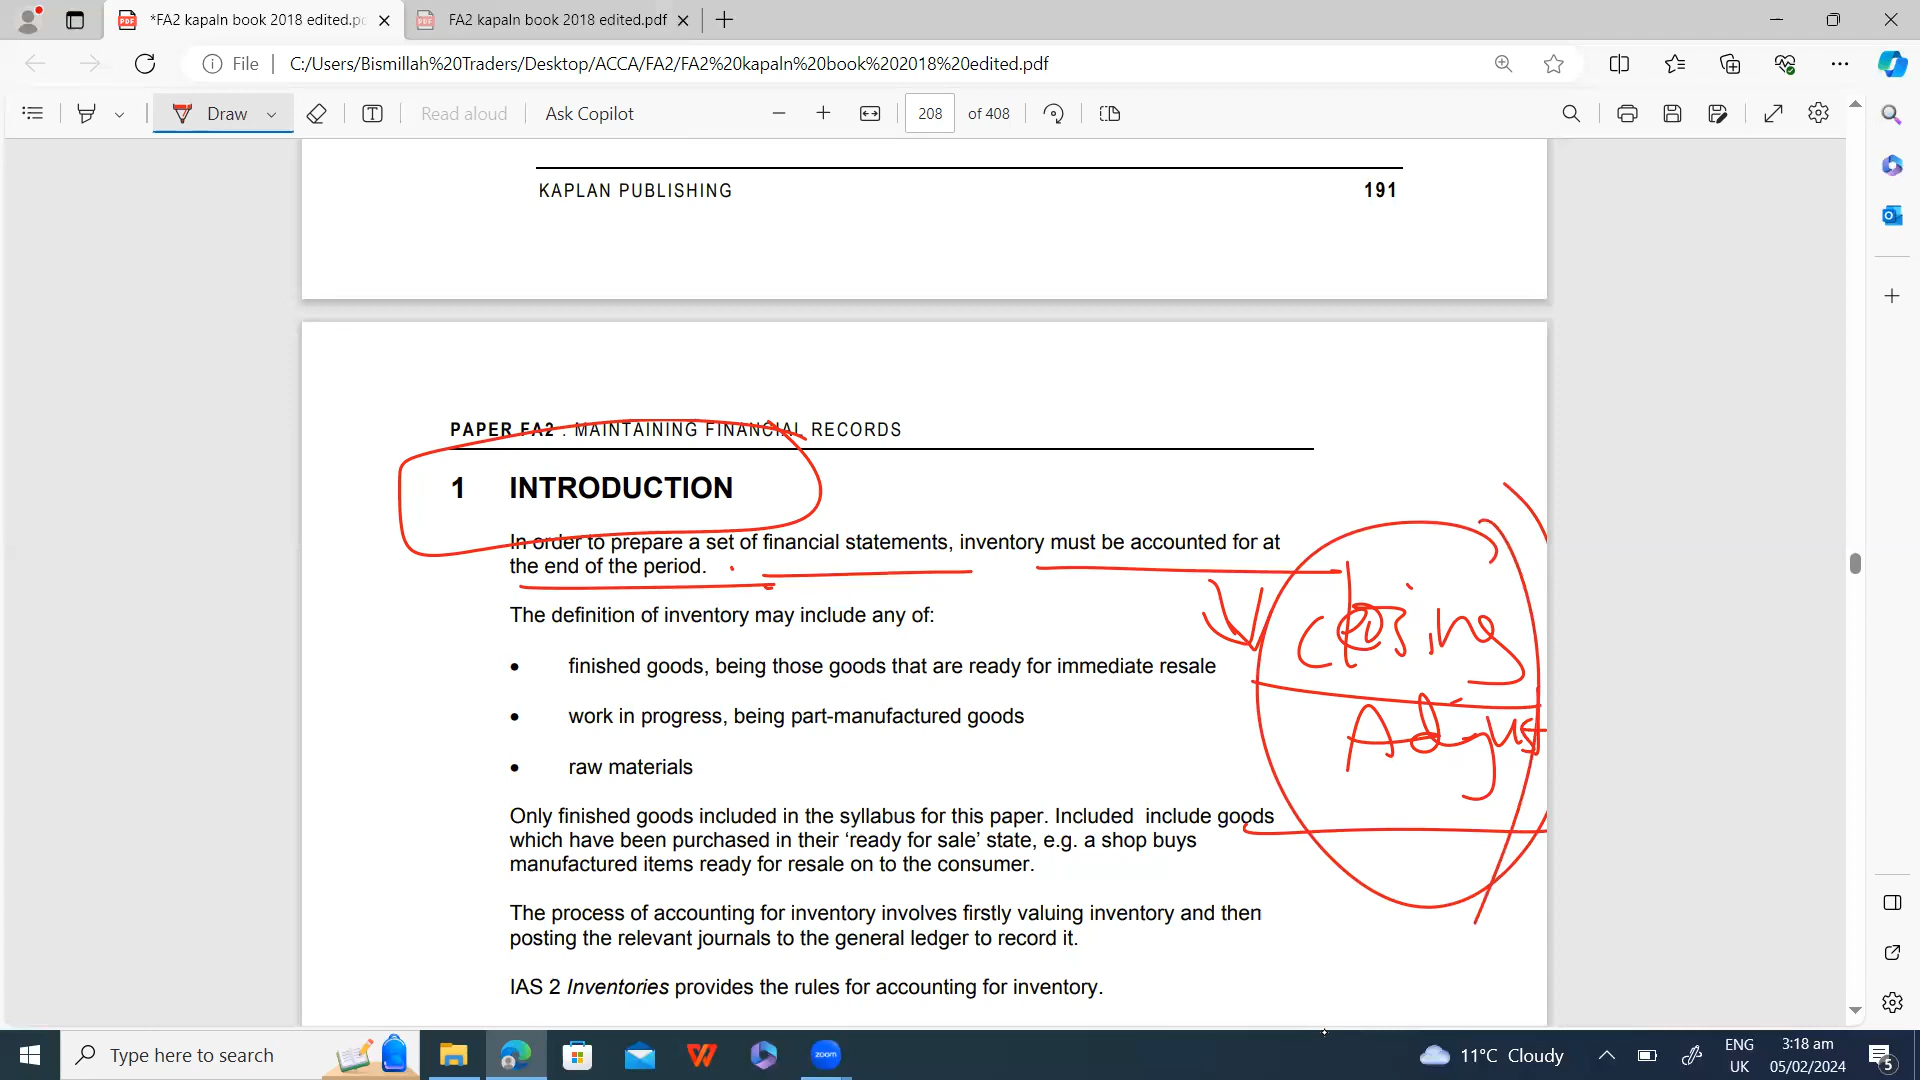 *FA2 kapaln book 2018 edited.pc
FA2 kapaln book 2018 edited.pdf
File
C:/Users/Bismillah%20Traders/Desktop/ACCA/FA2/FA2%20kapaln%20book%202018%20edited.pdf
Draw
Read aloud
Ask Copilot
208 of 408
KAPLAN PUBLISHING 191
PAPER FA2 : MAINTAINING FINANCIAL RECORDS
1 INTRODUCTION
In order to prepare a set of financial statements, inventory must be accounted for at
the end of the period.
The definition of inventory may include any of:
• finished goods, being those goods that are ready for immediate resale
• work in progress, being part-manufactured goods
• raw materials
Only finished goods included in the syllabus for this paper. Included  include goods
which have been purchased in their ‘ready for sale’ state, e.g. a shop buys
manufactured items ready for resale on to the consumer.
The process of accounting for inventory involves firstly valuing inventory and then
posting the relevant journals to the general ledger to record it.
IAS 2 Inventories provides the rules for accounting for inventory.
closing
Adjust
Type here to search
zoom
11°C Cloudy
ENG
UK
3:18 am
05/02/2024
5